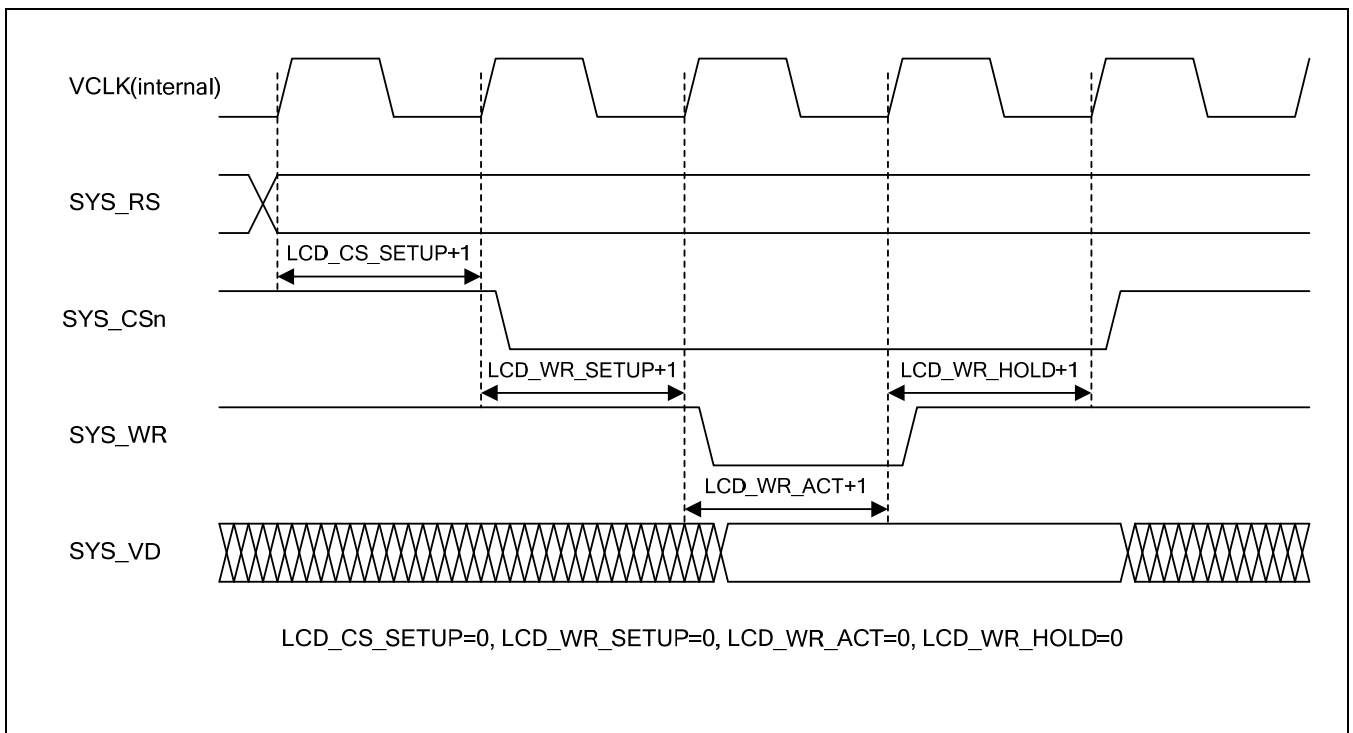 VCLK(internal)
SYS_RS
LCD_CS_SETUP+1
SYS_CSn
LCD_WR_SETUP+1
LCD_WR_HOLD+1
SYS_WR
LCD_WR_ACT+1
SYS_VD
LCD_CS_SETUP=0, LCD_WR_SETUP=0, LCD_WR_ACT=0, LCD_WR_HOLD=0